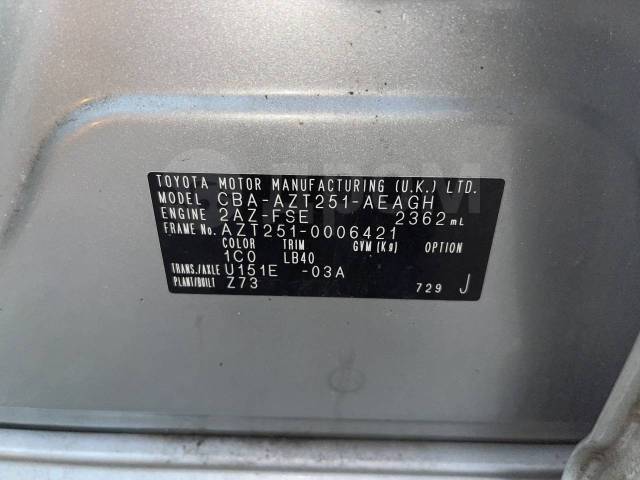 TOYOTA MOTOR MANUFACTURING (U.K.) LTD.
MODEL CBA-AZT251-AEAGH
ENGINE 2AZ-FSE 2362mL
FRAME No. AZT251-0006421
COLOR TRIM GVM (Kg) OPTION
1C0 LB40
TRANS./AXLE U151E -03A
PLANT/BUILT Z73 729 J